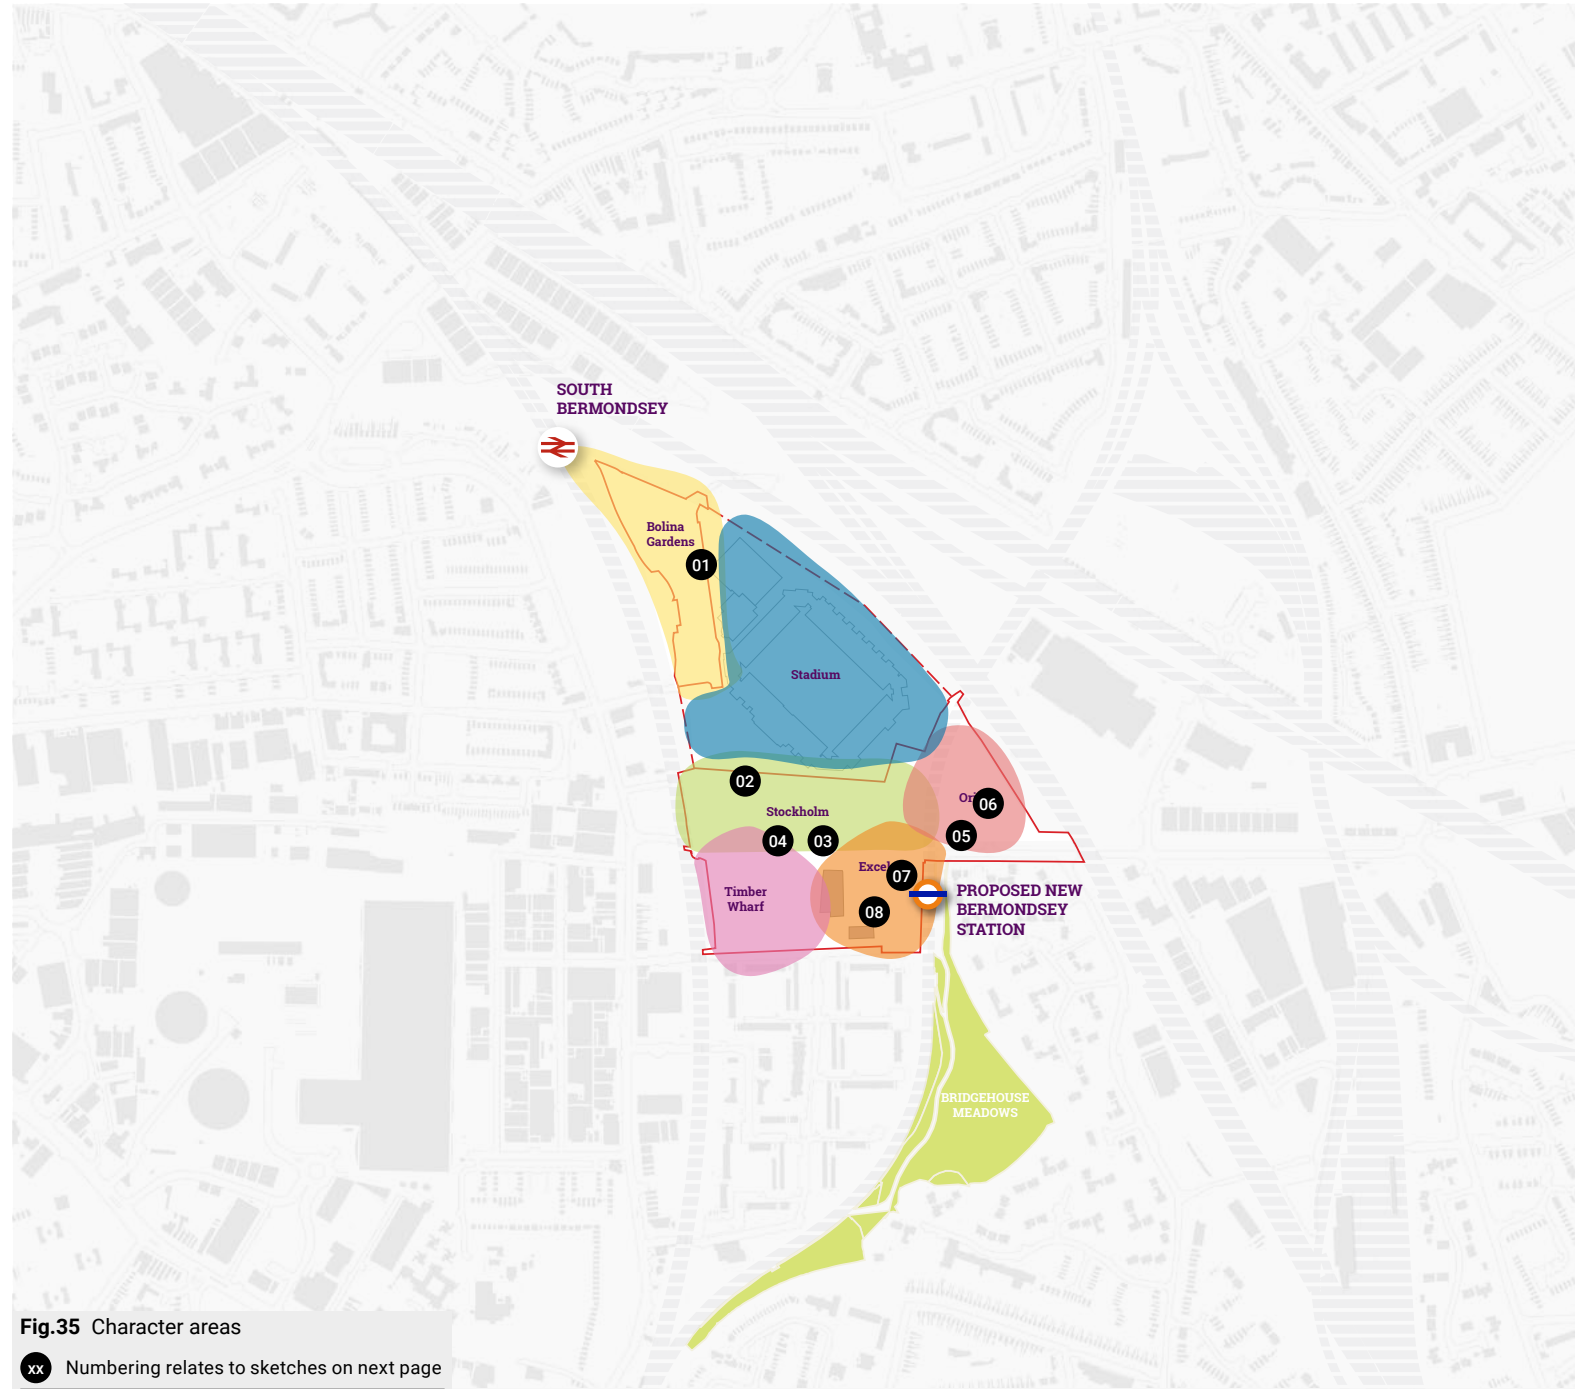 SOUTH
BERMONDSEY
Bolina
Gardens
01
Stadium
02
Stockholm
06
05
04
03
07
Timber
Wharf
08
PROPOSED NEW
BERMONDSEY
STATION
BRIDGEHOUSE
MEADOWS
Fig.35 Character areas
xx Numbering relates to sketches on next page